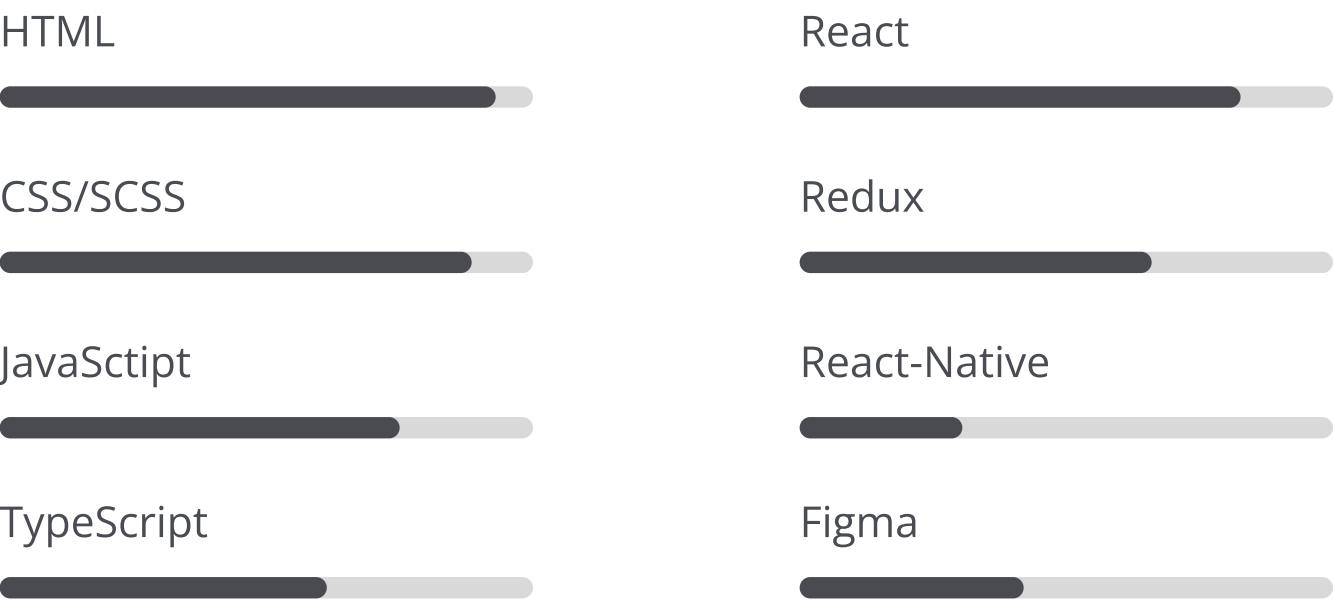 HTML
React
CSS/SCSS
Redux
JavaSctipt
React-Native
TypeScript
Figma